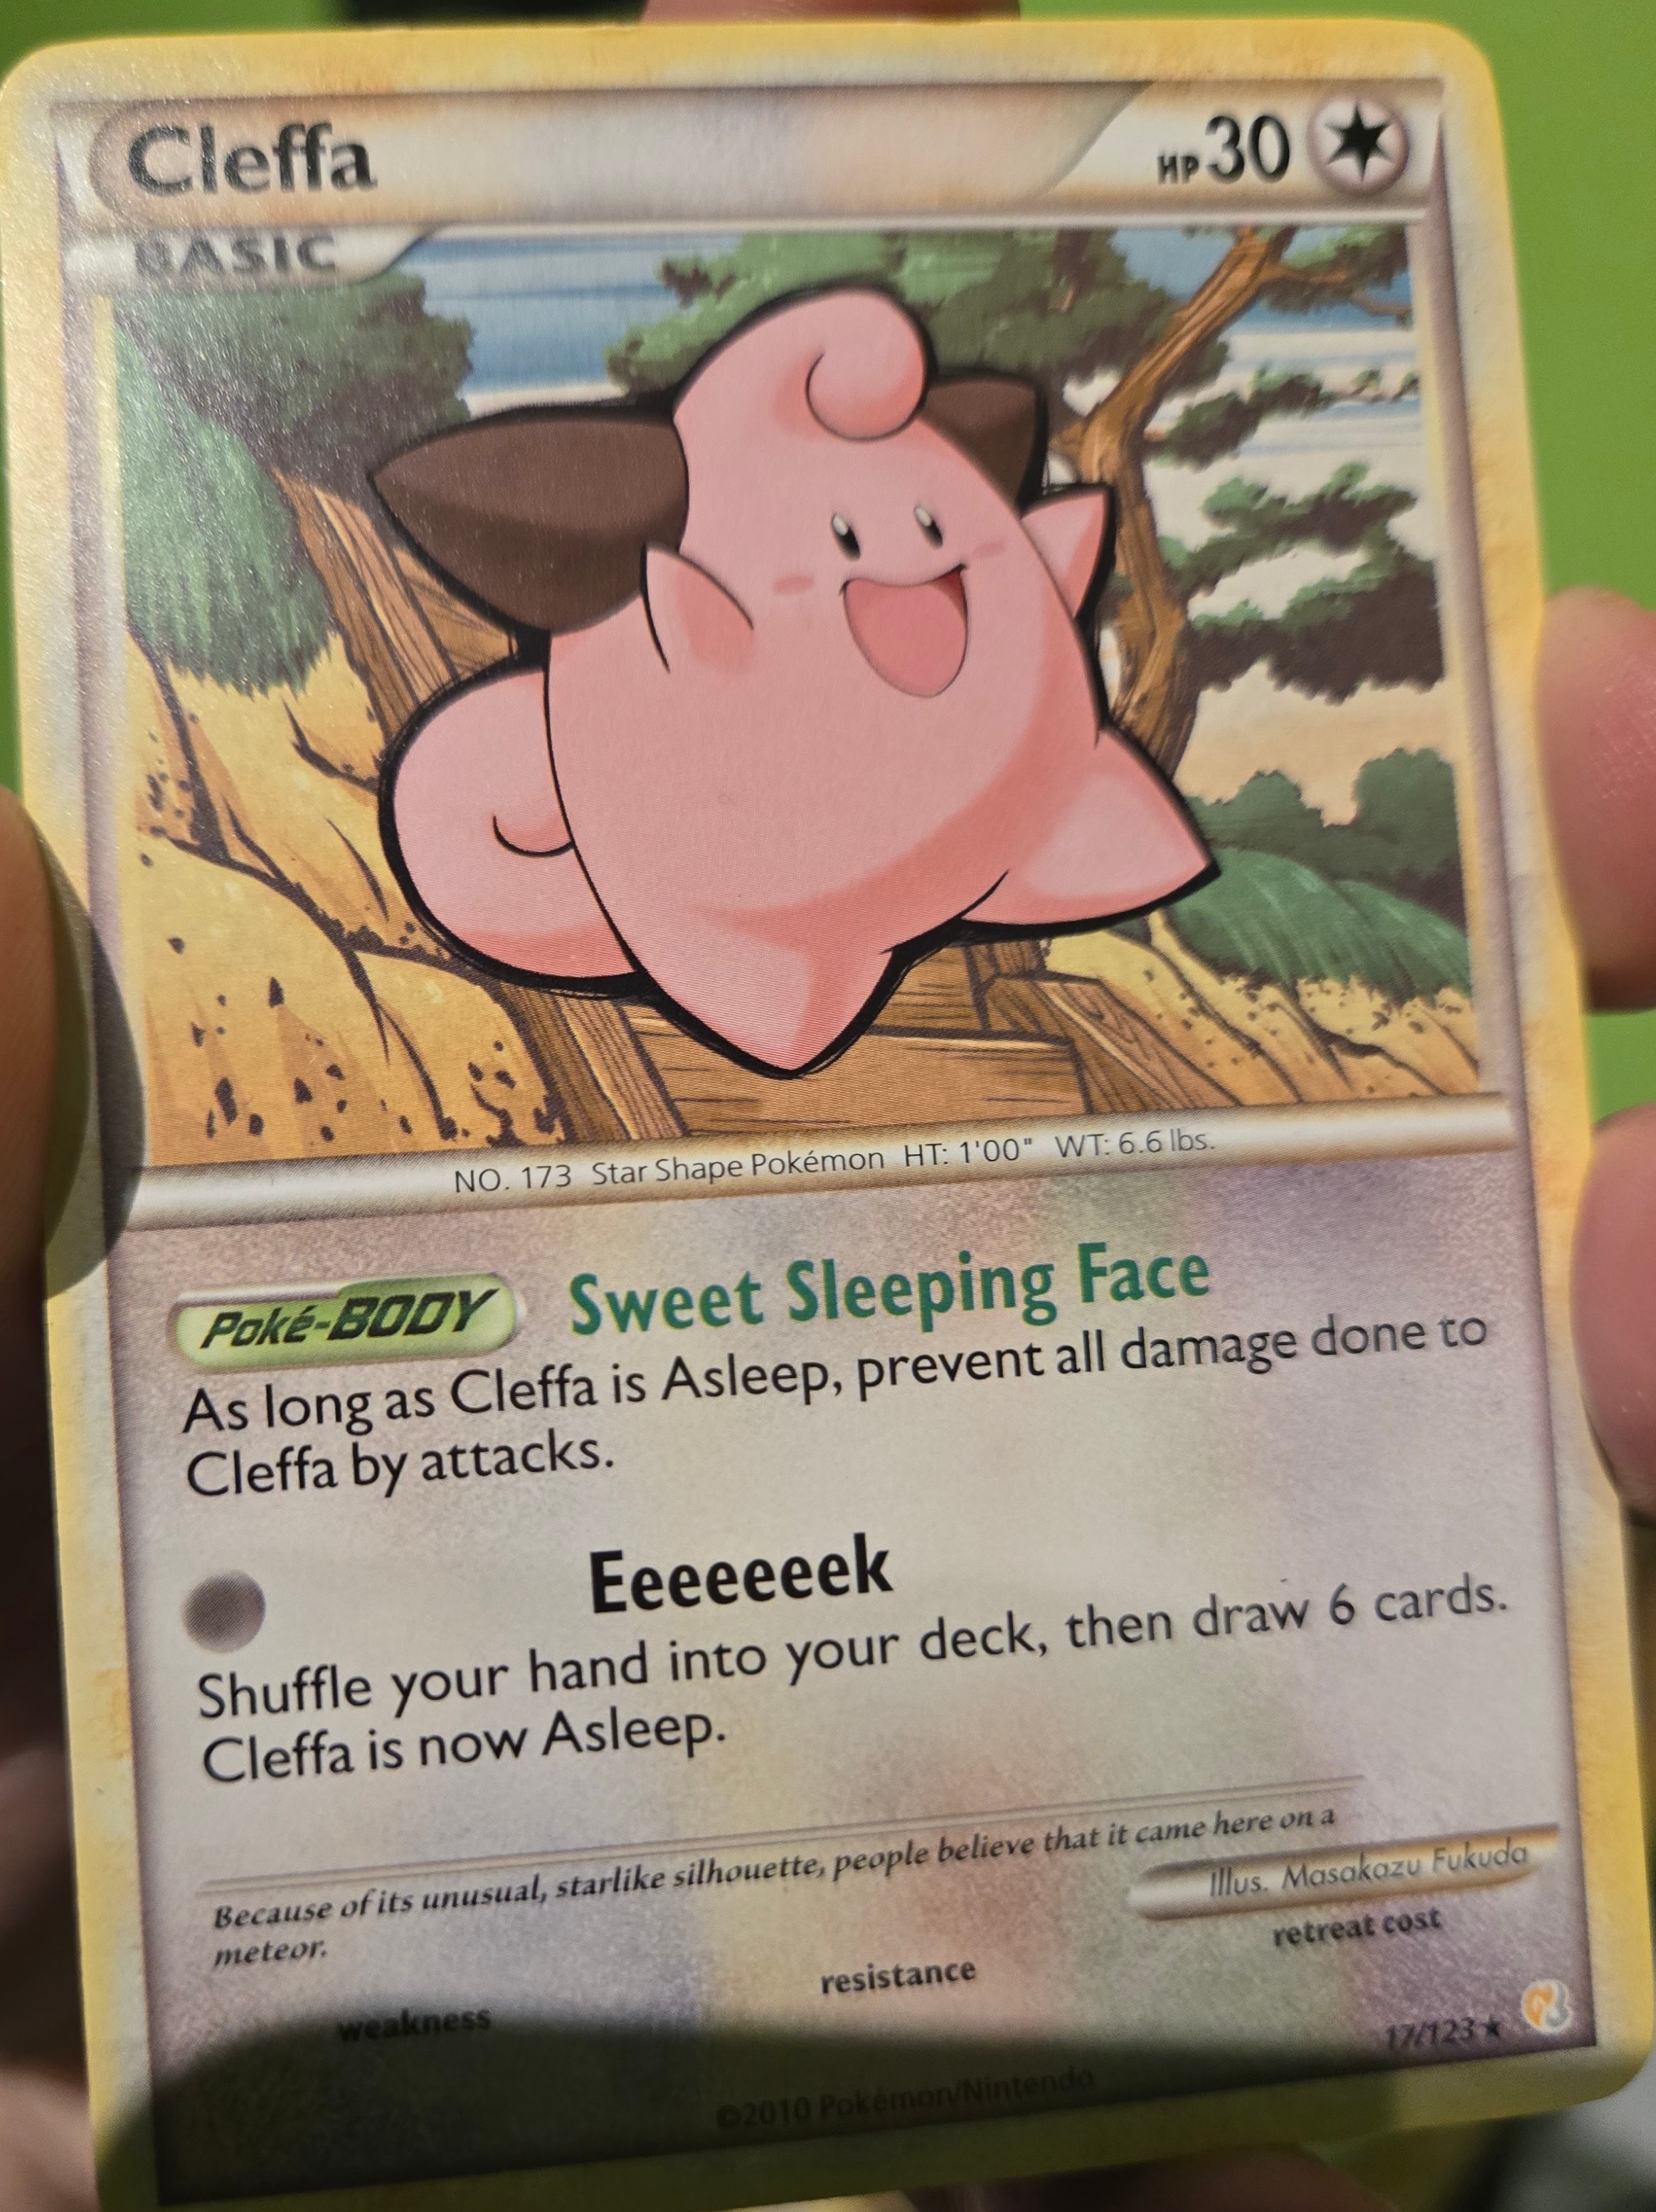 Cleffa
HP 30
BASIC
NO. 173 Star Shape Pokémon HT: 1'00" WT: 6.6 lbs.
Poké-BODY Sweet Sleeping Face
As long as Cleffa is Asleep, prevent all damage done to
Cleffa by attacks.
Eeeeeeek
Shuffle your hand into your deck, then draw 6 cards.
Cleffa is now Asleep.
Because of its unusual, starlike silhouette, people believe that it came here on a
meteor.
Illus. Masakazu Fukuda
weakness resistance retreat cost
17/123 ★
©2010 Pokémon/Nintendo